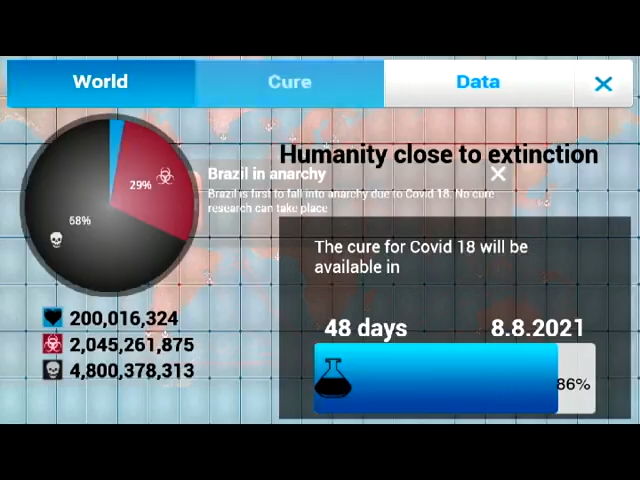 World
Cure
Data
Humanity close to extinction
Brazil in anarchy
Brazil is first to fall into anarchy due to Covid 18. No cure
research can take place
29%
68%
The cure for Covid 18 will be
available in
48 days
8.8.2021
200,016,324
2,045,261,875
4,800,378,313
86%